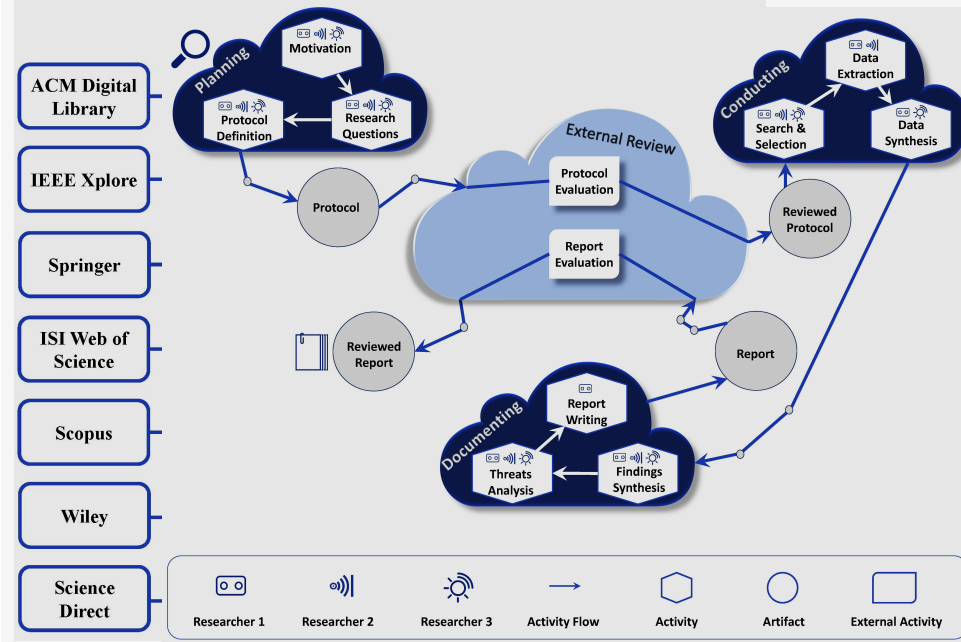 ACM Digital
Library
IEEE Xplore
Springer
ISI Web of
Science
Scopus
Wiley
Science
Direct
Planning
Motivation
Protocol
Definition
Research
Questions
Protocol
External Review
Protocol
Evaluation
Report
Evaluation
Conducting
Data
Extraction
Search &
Selection
Data
Synthesis
Reviewed
Protocol
Reviewed
Report
Report
Documenting
Report
Writing
Threats
Analysis
Findings
Synthesis
Researcher 1
Researcher 2
Researcher 3
Activity Flow
Activity
Artifact
External Activity